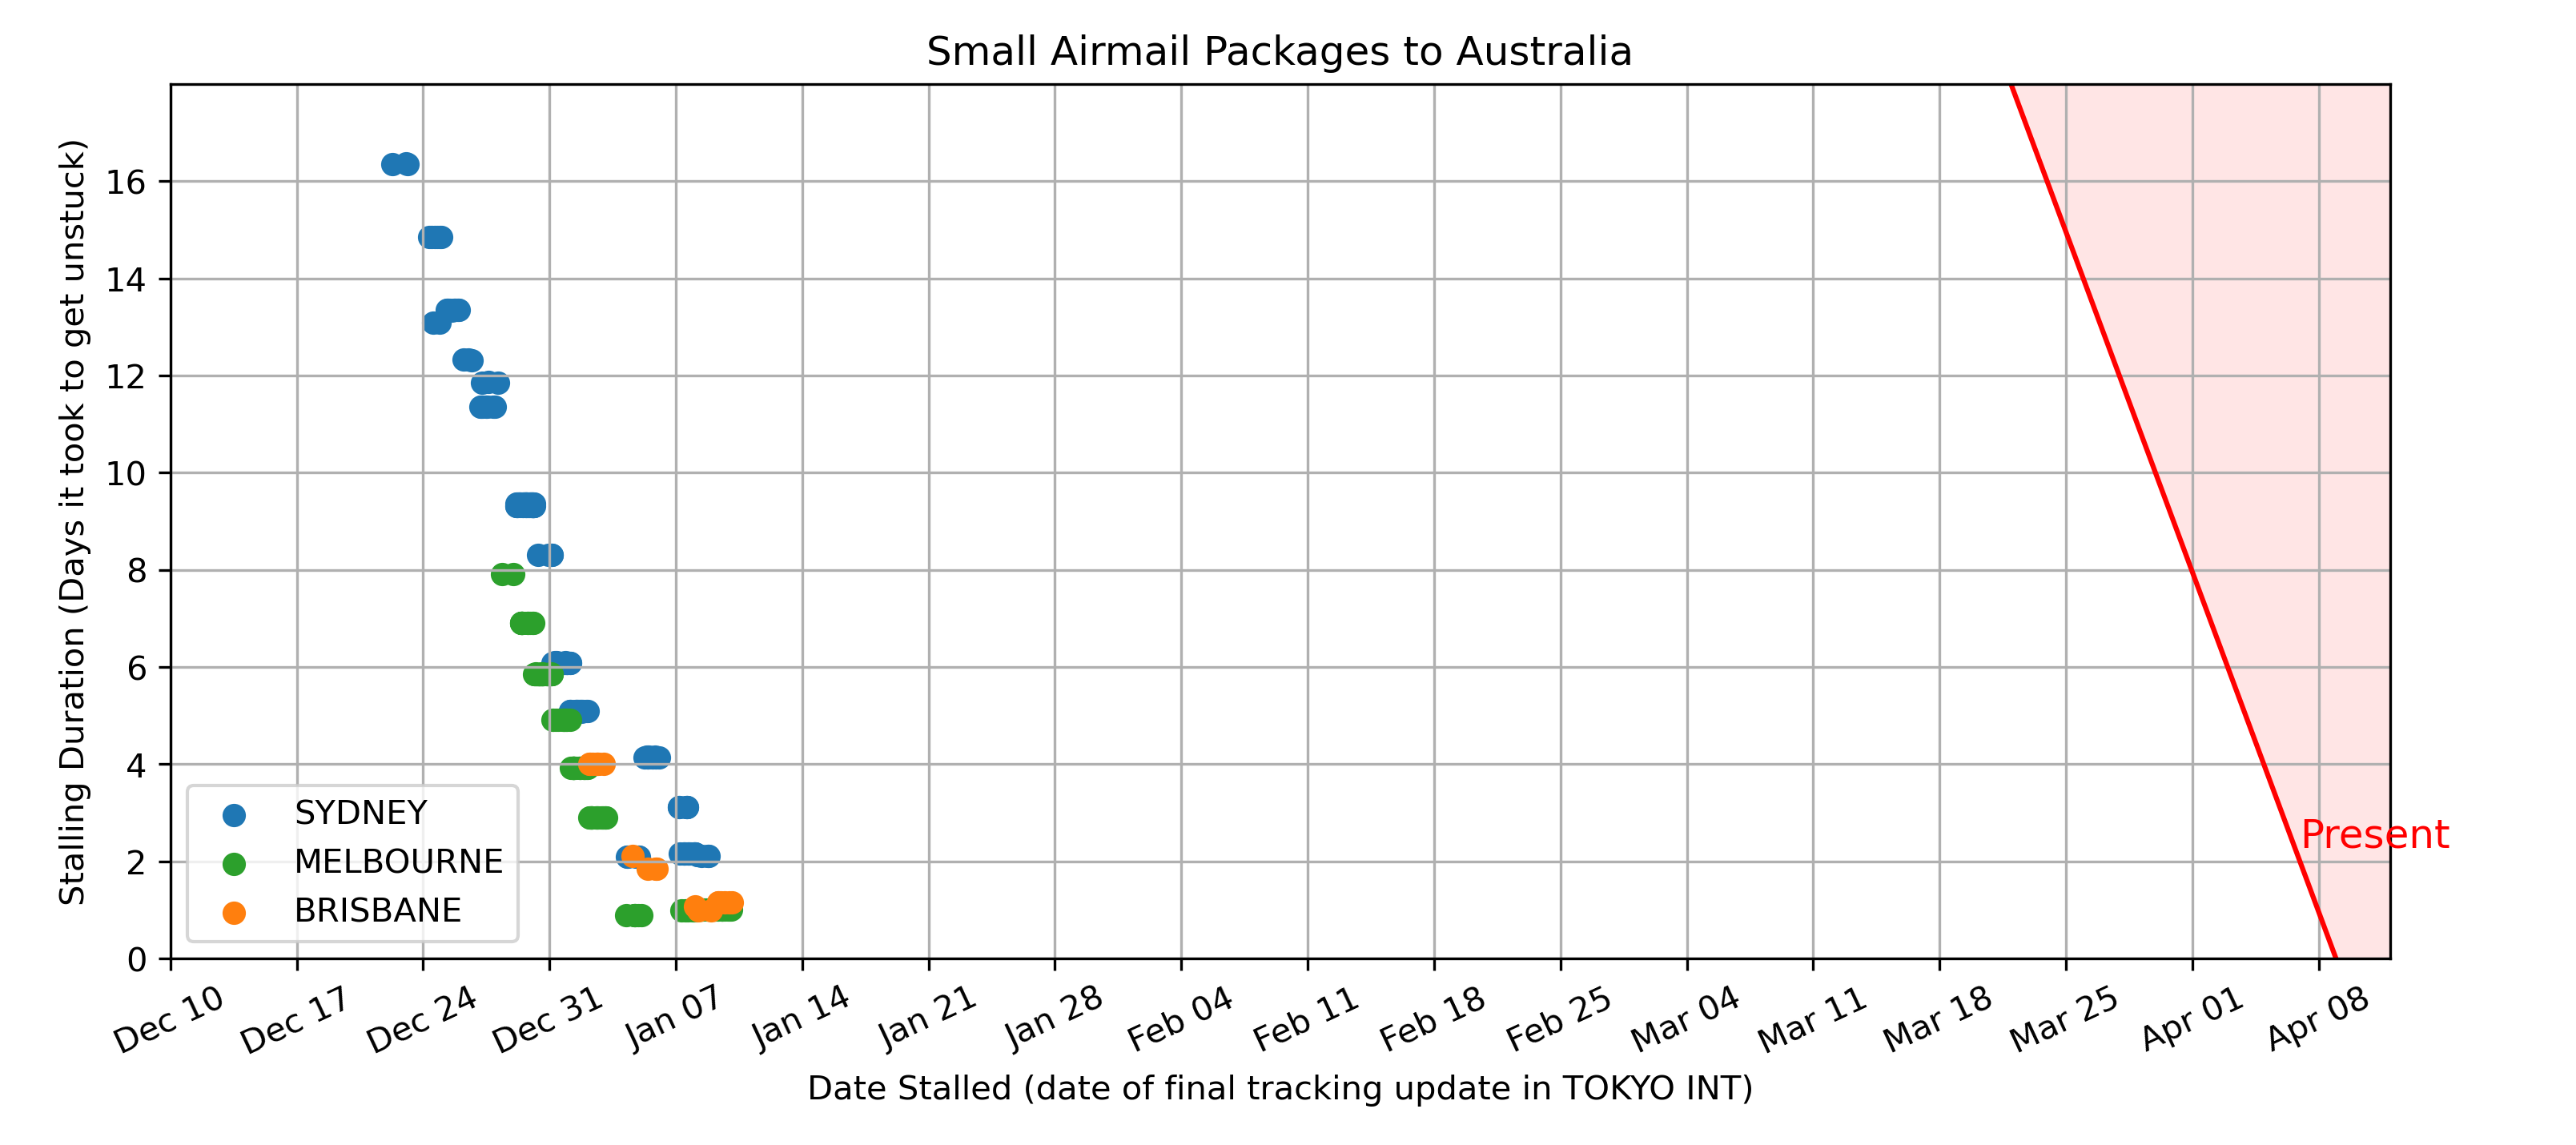 Small Airmail Packages to Australia
Stalling Duration (Days it took to get unstuck)
16
14
12
10
8
6
4
2
0
SYDNEY
MELBOURNE
BRISBANE
Present
Dec 10 Dec 17 Dec 24 Dec 31 Jan 07 Jan 14 Jan 21 Jan 28 Feb 04 Feb 11 Feb 18 Feb 25 Mar 04 Mar 11 Mar 18 Mar 25 Apr 01 Apr 08
Date Stalled (date of final tracking update in TOKYO INT)